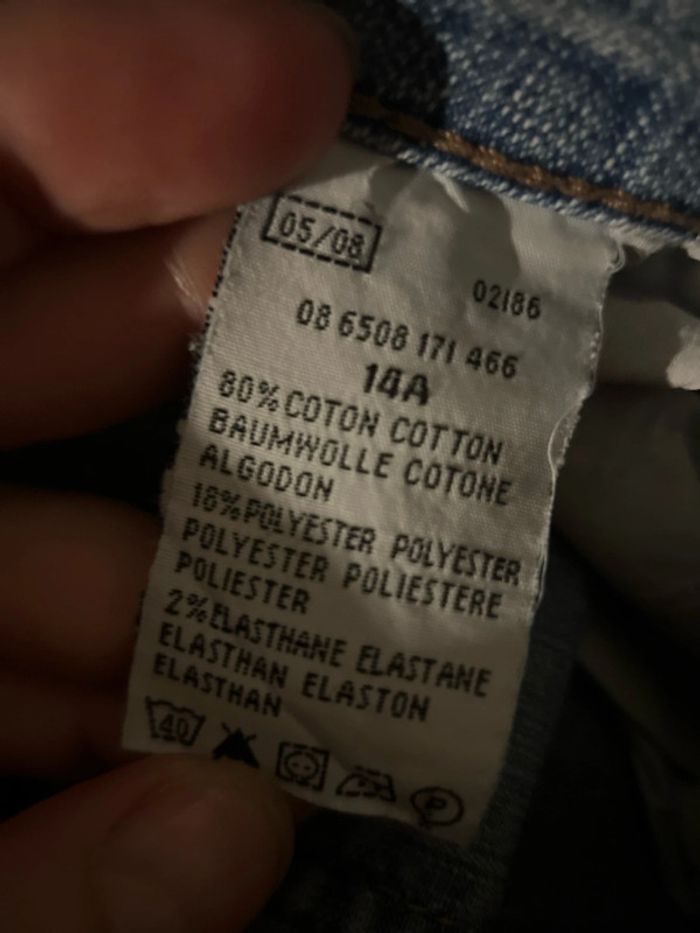 05/08
02186
08 6508 171 466
14A
80% COTON COTTON
BAUMWOLLE COTONE
ALGODON
18% POLYESTER POLYESTER
POLYESTER POLIESTERE
POLIESTER
2% ELASTHANE ELASTANE
ELASTHAN ELASTON
ELASTHAN
40
P